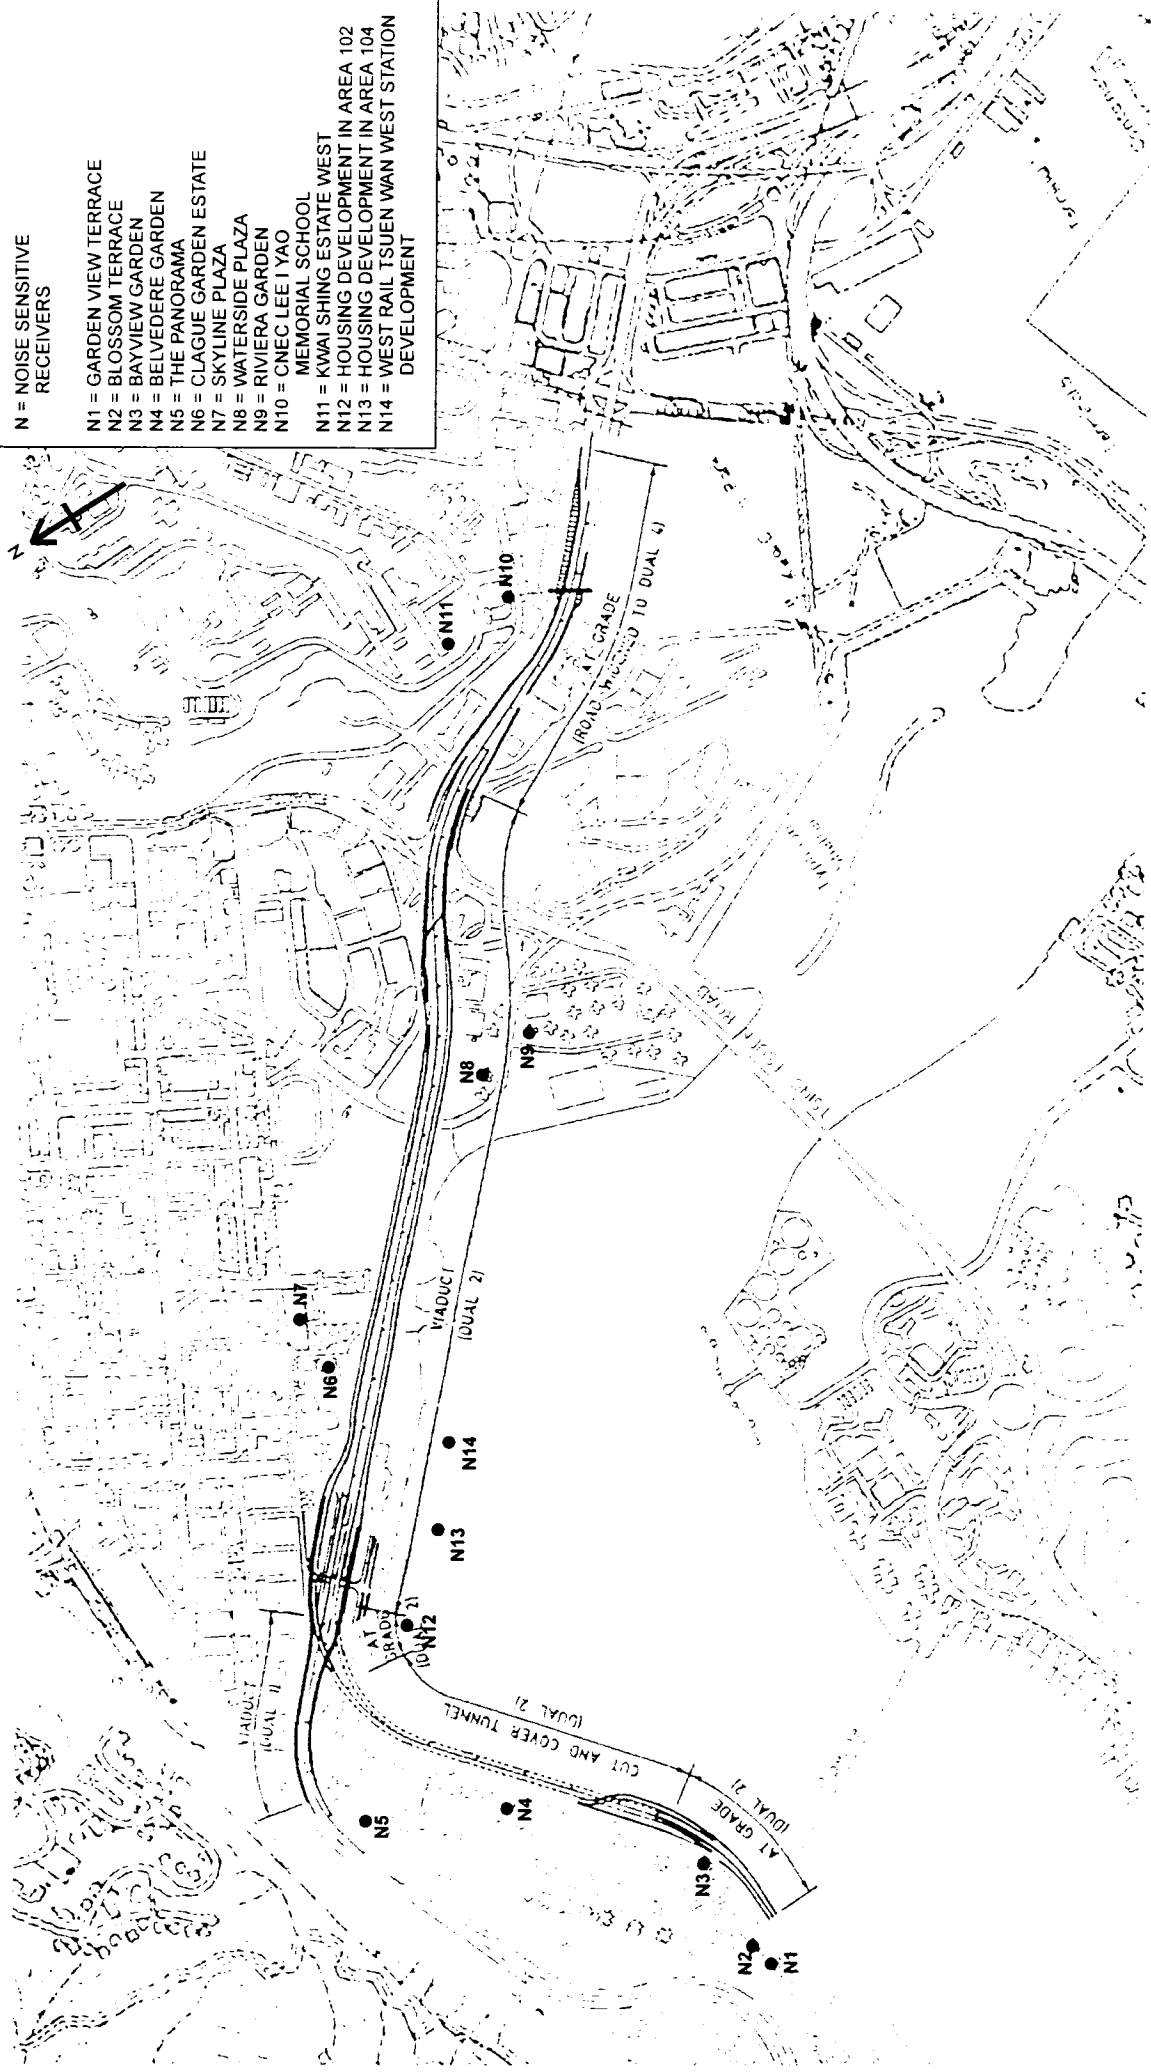 N = NOISE SENSITIVE
RECEIVERS
N1 = GARDEN VIEW TERRACE
N2 = BLOSSOM TERRACE
N3 = BAYVIEW GARDEN
N4 = BELVEDERE GARDEN
N5 = THE PANORAMA
N6 = CLAGUE GARDEN ESTATE
N7 = SKYLINE PLAZA
N8 = WATERSIDE PLAZA
N9 = RIVIERA GARDEN
N10 = CNEC LEE I YAO
MEMORIAL SCHOOL
N11 = KWAI SHING ESTATE WEST
N12 = HOUSING DEVELOPMENT IN AREA 102
N13 = HOUSING DEVELOPMENT IN AREA 104
N14 = WEST RAIL TSUEN WAN WEST STATION
DEVELOPMENT
N
N11
N10
AT GRADE
(ROAD WIDENED TO DUAL 4)
N9
N8
TSING TSUEN ROAD
N7
N6
VIADUCT
(DUAL 2)
N14
N13
N12
AT
GRADE
(DUAL 2)
VIADUCT
(DUAL 1)
CUT AND COVER TUNNEL
(DUAL 2)
N5
N4
AT GRADE
(DUAL 2)
N3
N2
N1